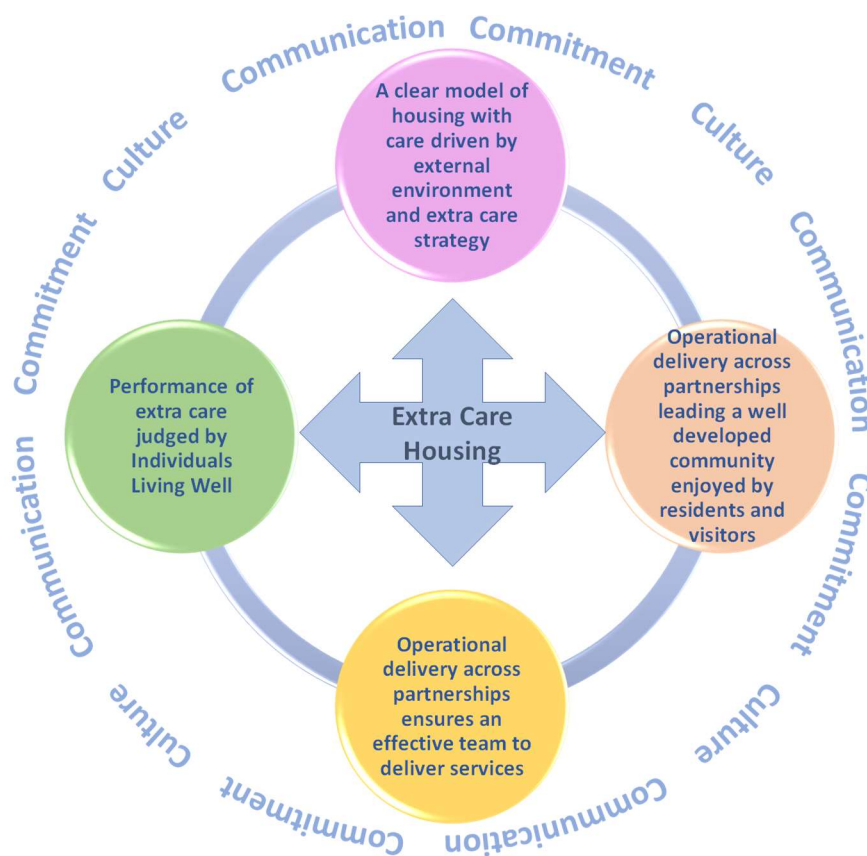 Communication
Commitment
Culture
Communication
Commitment
Culture
Communication
Commitment
Culture
Communication
Commitment
Culture
A clear model of
housing with
care driven by
external
environment
and extra care
strategy
Operational
delivery across
partnerships
leading a well
developed
community
enjoyed by
residents and
visitors
Operational
delivery across
partnerships
ensures an
effective team to
deliver services
Performance of
extra care
judged by
Individuals
Living Well
Extra Care
Housing